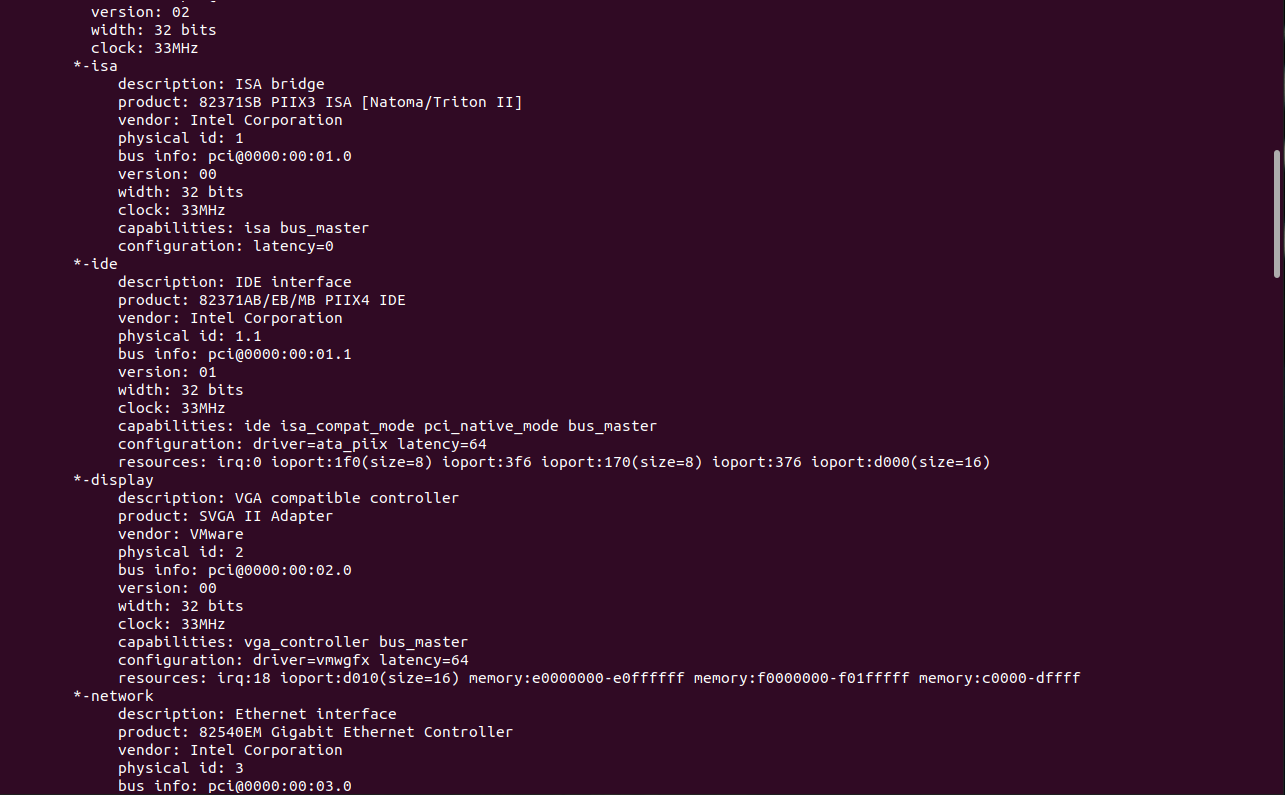 version: 02
width: 32 bits
clock: 33MHz
*-isa
description: ISA bridge
product: 82371SB PIIX3 ISA [Natoma/Triton II]
vendor: Intel Corporation
physical id: 1
bus info: pci@0000:00:01.0
version: 00
width: 32 bits
clock: 33MHz
capabilities: isa bus_master
configuration: latency=0
*-ide
description: IDE interface
product: 82371AB/EB/MB PIIX4 IDE
vendor: Intel Corporation
physical id: 1.1
bus info: pci@0000:00:01.1
version: 01
width: 32 bits
clock: 33MHz
capabilities: ide isa_compat_mode pci_native_mode bus_master
configuration: driver=ata_piix latency=64
resources: irq:0 ioport:1f0(size=8) ioport:3f6 ioport:170(size=8) ioport:376 ioport:d000(size=16)
*-display
description: VGA compatible controller
product: SVGA II Adapter
vendor: VMware
physical id: 2
bus info: pci@0000:00:02.0
version: 00
width: 32 bits
clock: 33MHz
capabilities: vga_controller bus_master
configuration: driver=vmwgfx latency=64
resources: irq:18 ioport:d010(size=16) memory:e0000000-e0ffffff memory:f0000000-f01fffff memory:c0000-dffff
*-network
description: Ethernet interface
product: 82540EM Gigabit Ethernet Controller
vendor: Intel Corporation
physical id: 3
bus info: pci@0000:00:03.0